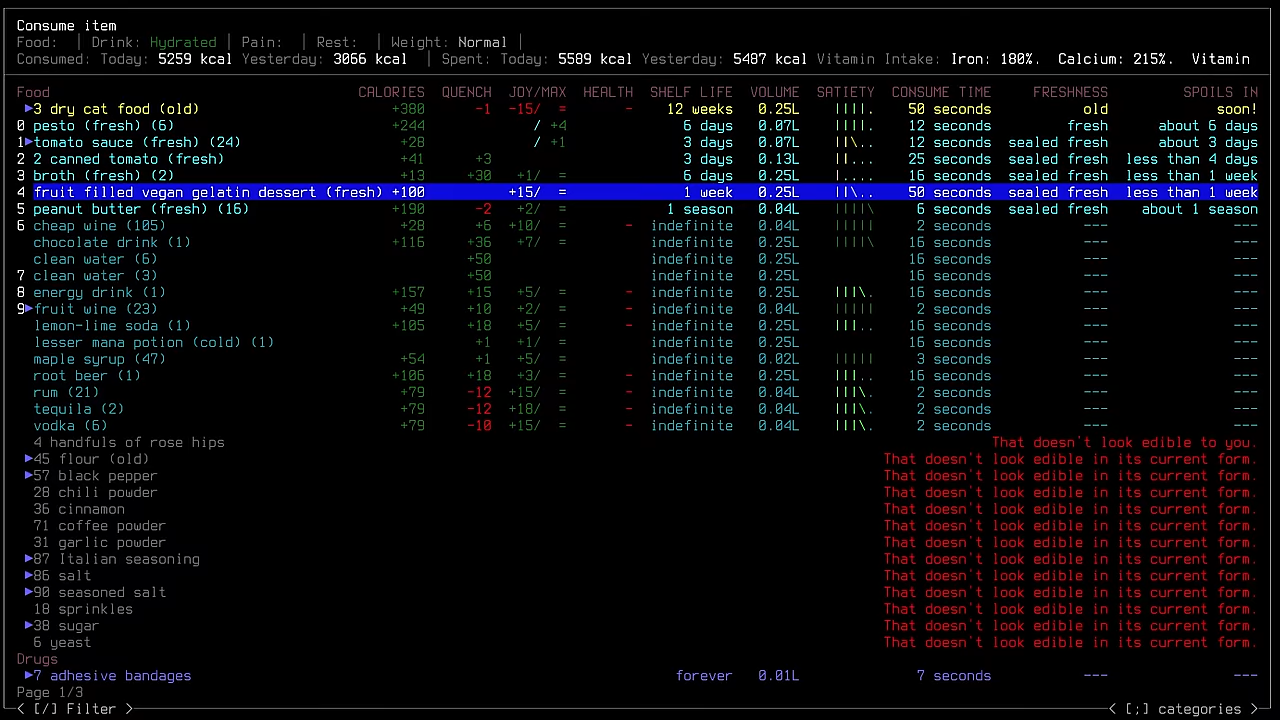 Consume item
Food: | Drink: Hydrated | Pain: | Rest: | Weight: Normal |
Consumed: Today: 5259 kcal Yesterday: 3066 kcal | Spent: Today: 5589 kcal Yesterday: 5487 kcal Vitamin Intake: Iron: 180%. Calcium: 215%. Vitamin
Food CALORIES QUENCH JOY/MAX HEALTH SHELF LIFE VOLUME SATIETY CONSUME TIME FRESHNESS SPOILS IN
▶3 dry cat food (old) +380 -1 -15/ = - 12 weeks 0.25L ||||. 50 seconds old soon!
0 pesto (fresh) (6) +244 / +4 6 days 0.07L ||||. 12 seconds fresh about 6 days
1▶tomato sauce (fresh) (24) +28 / +1 3 days 0.07L ||\.. 12 seconds sealed fresh about 3 days
2 2 canned tomato (fresh) +41 +3 3 days 0.13L ||... 25 seconds sealed fresh less than 4 days
3 broth (fresh) (2) +13 +30 +1/ = 6 days 0.25L |.... 16 seconds sealed fresh less than 1 week
4 fruit filled vegan gelatin dessert (fresh) +100 +15/ = 1 week 0.25L ||\.. 50 seconds sealed fresh less than 1 week
5 peanut butter (fresh) (16) +190 -2 +2/ = 1 season 0.04L ||||\ 6 seconds sealed fresh about 1 season
6 cheap wine (105) +28 +6 +10/ = - indefinite 0.04L ||||\ 2 seconds --- ---
chocolate drink (1) +116 +36 +7/ = indefinite 0.25L ||||\ 16 seconds --- ---
clean water (6) +50 indefinite 0.25L 16 seconds --- ---
7 clean water (3) +50 indefinite 0.25L 16 seconds --- ---
8 energy drink (1) +157 +15 +5/ = - indefinite 0.25L |||\. 16 seconds --- ---
9▶fruit wine (23) +49 +10 +2/ = - indefinite 0.04L ||||| 2 seconds --- ---
lemon-lime soda (1) +105 +18 +5/ = - indefinite 0.25L |||.. 16 seconds --- ---
lesser mana potion (cold) (1) +1 +1/ = indefinite 0.25L 16 seconds --- ---
maple syrup (47) +54 +1 +5/ = indefinite 0.02L ||||| 3 seconds --- ---
root beer (1) +106 +18 +3/ = - indefinite 0.25L |||.. 16 seconds --- ---
rum (21) +79 -12 +15/ = - indefinite 0.04L |||\. 2 seconds --- ---
tequila (2) +79 -12 +18/ = - indefinite 0.04L |||\. 2 seconds --- ---
vodka (6) +79 -10 +15/ = - indefinite 0.04L |||\. 2 seconds --- ---
4 handfuls of rose hips That doesn't look edible to you.
▶45 flour (old) That doesn't look edible in its current form.
▶57 black pepper That doesn't look edible in its current form.
28 chili powder That doesn't look edible in its current form.
36 cinnamon That doesn't look edible in its current form.
71 coffee powder That doesn't look edible in its current form.
31 garlic powder That doesn't look edible in its current form.
▶87 Italian seasoning That doesn't look edible in its current form.
▶86 salt That doesn't look edible in its current form.
▶90 seasoned salt That doesn't look edible in its current form.
18 sprinkles That doesn't look edible in its current form.
▶38 sugar That doesn't look edible in its current form.
6 yeast That doesn't look edible in its current form.
Drugs
▶7 adhesive bandages forever 0.01L 7 seconds --- ---
Page 1/3
< [/] Filter > < [;] categories >